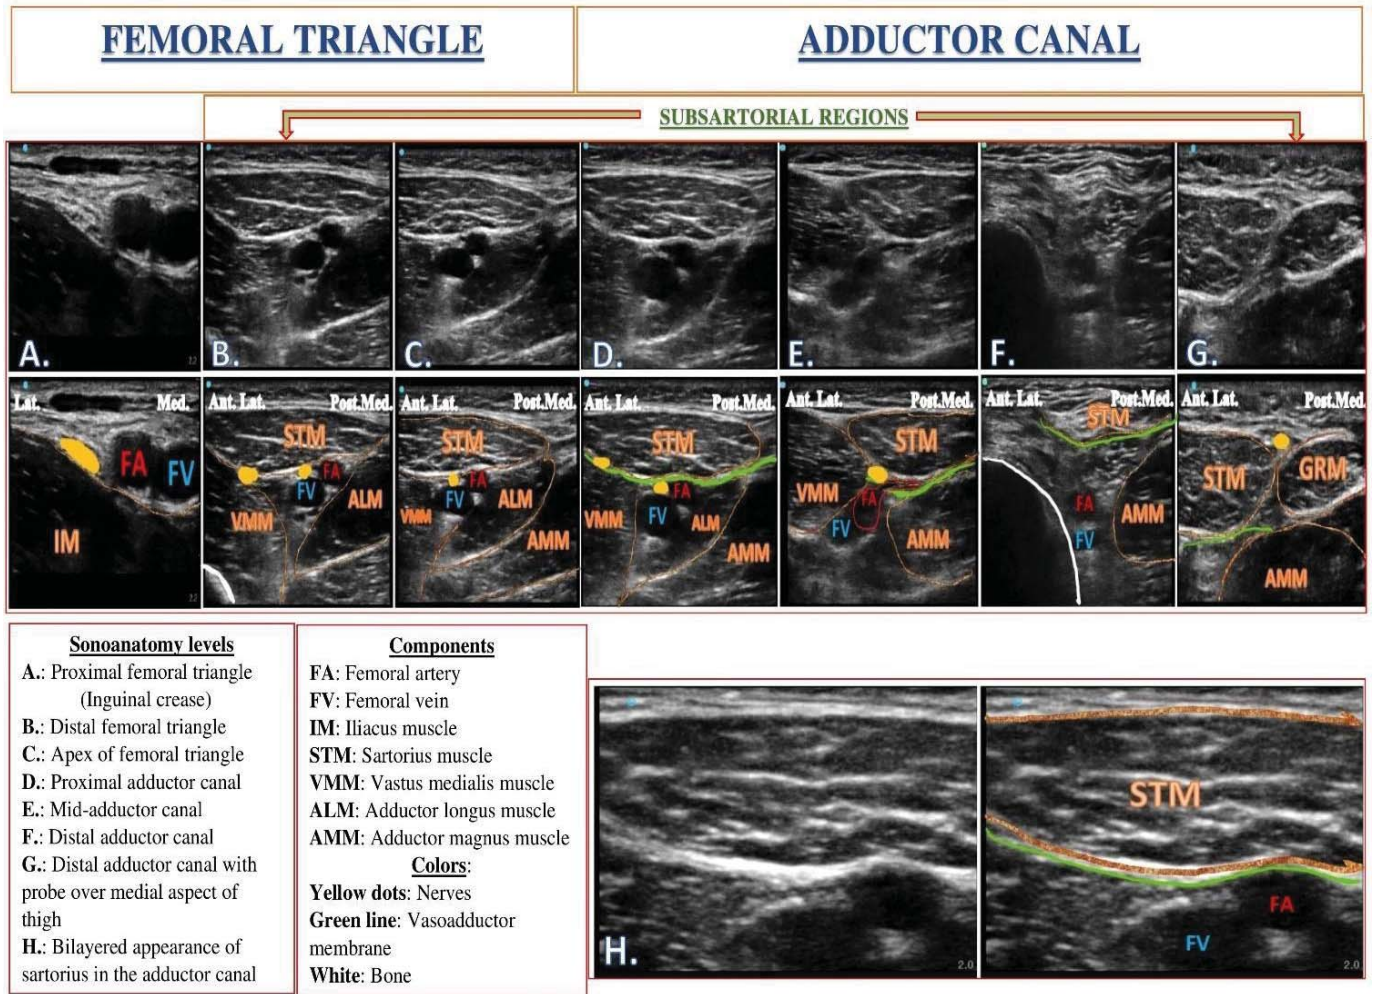 FEMORAL TRIANGLE
ADDUCTOR CANAL
SUBSARTORIAL REGIONS
A.
B.
C.
D.
E.
F.
G.
12
Lat. Med.
FA
FV
IM
12
Ant. Lat. Post.Med.
STM
FA
FV
VMM
ALM
AMM
Ant. Lat. Post.Med.
STM
FA
FV
VMM
ALM
AMM
Ant. Lat. Post.Med.
STM
FA
FV
VMM
ALM
AMM
Ant. Lat. Post.Med.
STM
VMM
FA
FV
AMM
Ant. Lat. Post.Med.
STM
FA
FV
AMM
Ant. Lat. Post.Med.
STM
GRM
AMM
Sonoanatomy levels
A.: Proximal femoral triangle
(Inguinal crease)
B.: Distal femoral triangle
C.: Apex of femoral triangle
D.: Proximal adductor canal
E.: Mid-adductor canal
F.: Distal adductor canal
G.: Distal adductor canal with
probe over medial aspect of
thigh
H.: Bilayered appearance of
sartorius in the adductor canal
Components
FA: Femoral artery
FV: Femoral vein
IM: Iliacus muscle
STM: Sartorius muscle
VMM: Vastus medialis muscle
ALM: Adductor longus muscle
AMM: Adductor magnus muscle
Colors:
Yellow dots: Nerves
Green line: Vasoadductor
membrane
White: Bone
H.
2.0
STM
FA
FV
2.0